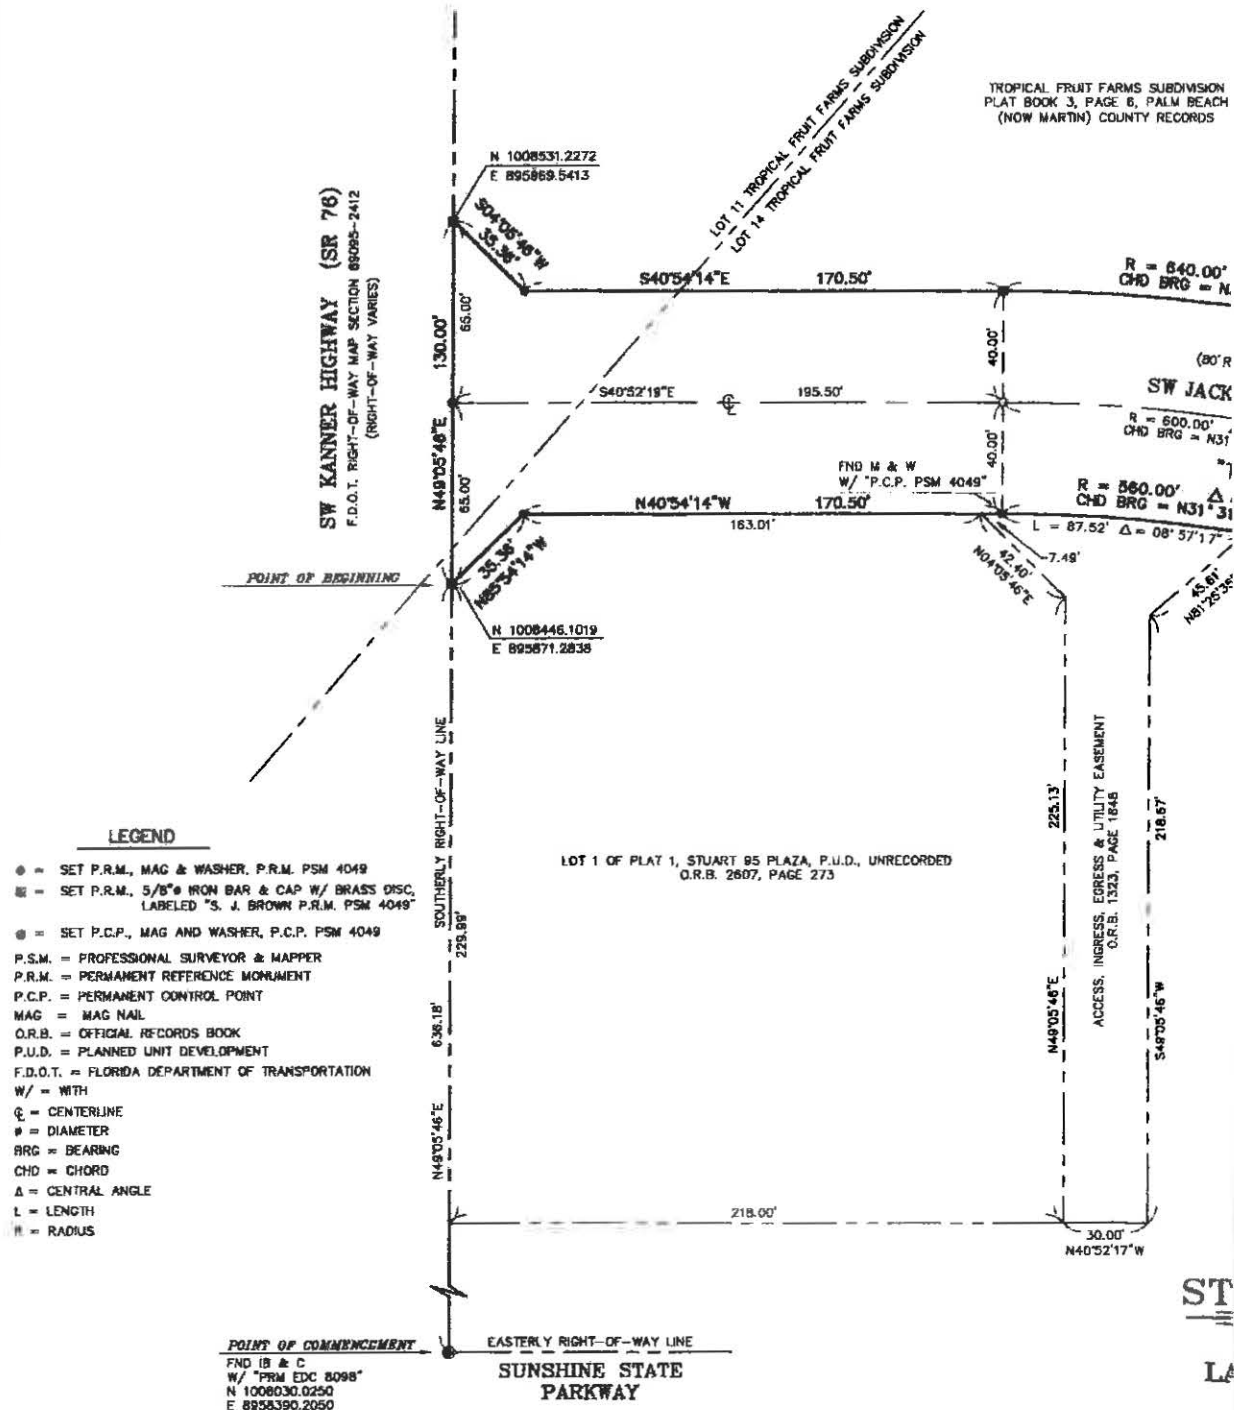 TROPICAL FRUIT FARMS SUBDIVISION
PLAT BOOK 3, PAGE 6, PALM BEACH
(NOW MARTIN) COUNTY RECORDS
LOT 11 TROPICAL FRUIT FARMS SUBDIVISION
LOT 14 TROPICAL FRUIT FARMS SUBDIVISION
N 1008531.2272
E 895869.5413
SW KANNER HIGHWAY (SR 76)
F.D.O.T. RIGHT-OF-WAY MAP SECTION 89095-2412
(RIGHT-OF-WAY VARIES)
S04°05'46"W
35.36'
S40°54'14"E 170.50'
R = 640.00'
CHD BRG = N
130.00'
65.00'
40.00'
(80'R
SW JACK
S40°52'19"E ℄ 195.50'
R = 600.00'
CHD BRG = N31°
N49°05'46"E
65.00'
40.00'
FND M & W
W/ "P.C.P. PSM 4049"
R = 560.00' Δ
CHD BRG = N31°31
N40°54'14"W 170.50'
163.01'
L = 87.52' Δ = 08°57'17"
35.36'
N85°54'14"W
7.49'
42.40'
N04°05'46"E
45.61'
N81°25'35"
POINT OF BEGINNING
N 1008446.1019
E 895871.2838
SOUTHERLY RIGHT-OF-WAY LINE
229.99'
636.18'
N49°05'46"E
LOT 1 OF PLAT 1, STUART 95 PLAZA, P.U.D., UNRECORDED
O.R.B. 2607, PAGE 273
225.13'
N49°05'46"E
ACCESS, INGRESS, EGRESS & UTILITY EASEMENT
O.R.B. 1323, PAGE 1848
218.67'
S49°05'46"W
LEGEND
● = SET P.R.M., MAG & WASHER, P.R.M. PSM 4049
■ = SET P.R.M., 5/8"ø IRON BAR & CAP W/ BRASS DISC,
LABELED "S. J. BROWN P.R.M. PSM 4049"
● = SET P.C.P., MAG AND WASHER, P.C.P. PSM 4049
P.S.M. = PROFESSIONAL SURVEYOR & MAPPER
P.R.M. = PERMANENT REFERENCE MONUMENT
P.C.P. = PERMANENT CONTROL POINT
MAG = MAG NAIL
O.R.B. = OFFICIAL RECORDS BOOK
P.U.D. = PLANNED UNIT DEVELOPMENT
F.D.O.T. = FLORIDA DEPARTMENT OF TRANSPORTATION
W/ = WITH
℄ = CENTERLINE
ø = DIAMETER
BRG = BEARING
CHD = CHORD
Δ = CENTRAL ANGLE
L = LENGTH
R = RADIUS
218.00'
30.00'
N40°52'17"W
ST
LA
POINT OF COMMENCEMENT
FND IB & C
W/ "PRM EDC 8098"
N 1008030.0250
E 8958390.2050
EASTERLY RIGHT-OF-WAY LINE
SUNSHINE STATE
PARKWAY